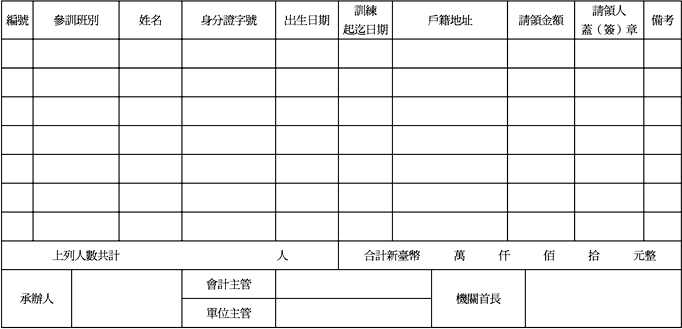 編號 參訓班別 姓名 身分證字號 出生日期 訓練 起迄日期 戶籍地址 請領金額 請領人 蓋（簽）章 備考
上列人數共計 人 合計新臺幣 萬 仟 佰 拾 元整
承辦人 會計主管 機關首長
單位主管